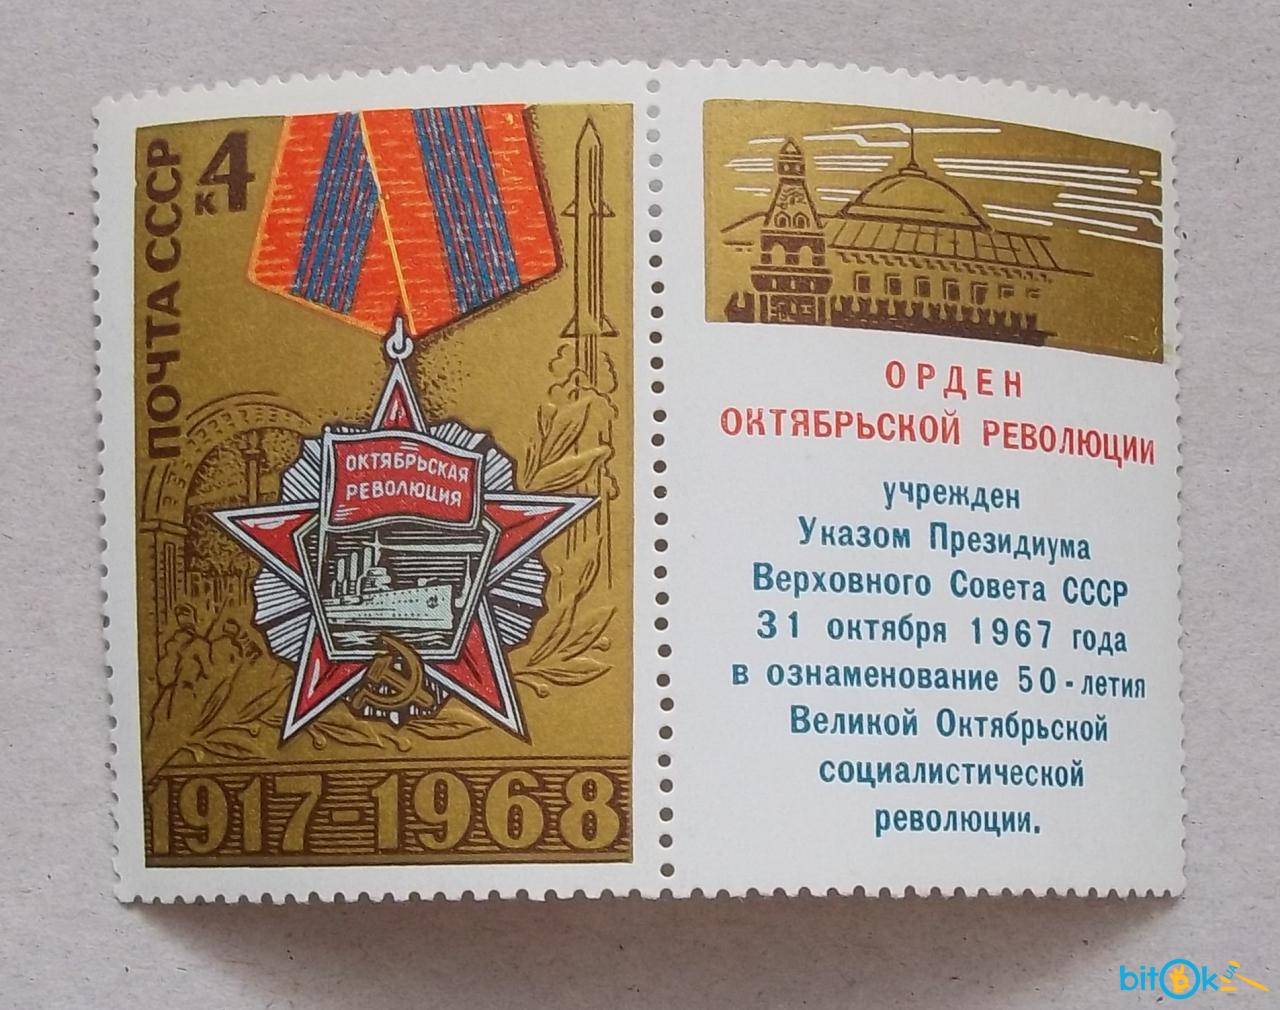 4 к
ПОЧТА СССР
ОКТЯБРЬСКАЯ
РЕВОЛЮЦИЯ
1917-1968
ОРДЕН
ОКТЯБРЬСКОЙ РЕВОЛЮЦИИ
учрежден
Указом Президиума
Верховного Совета СССР
31 октября 1967 года
в ознаменование 50-летия
Великой Октябрьской
социалистической
революции.
bitok.ua